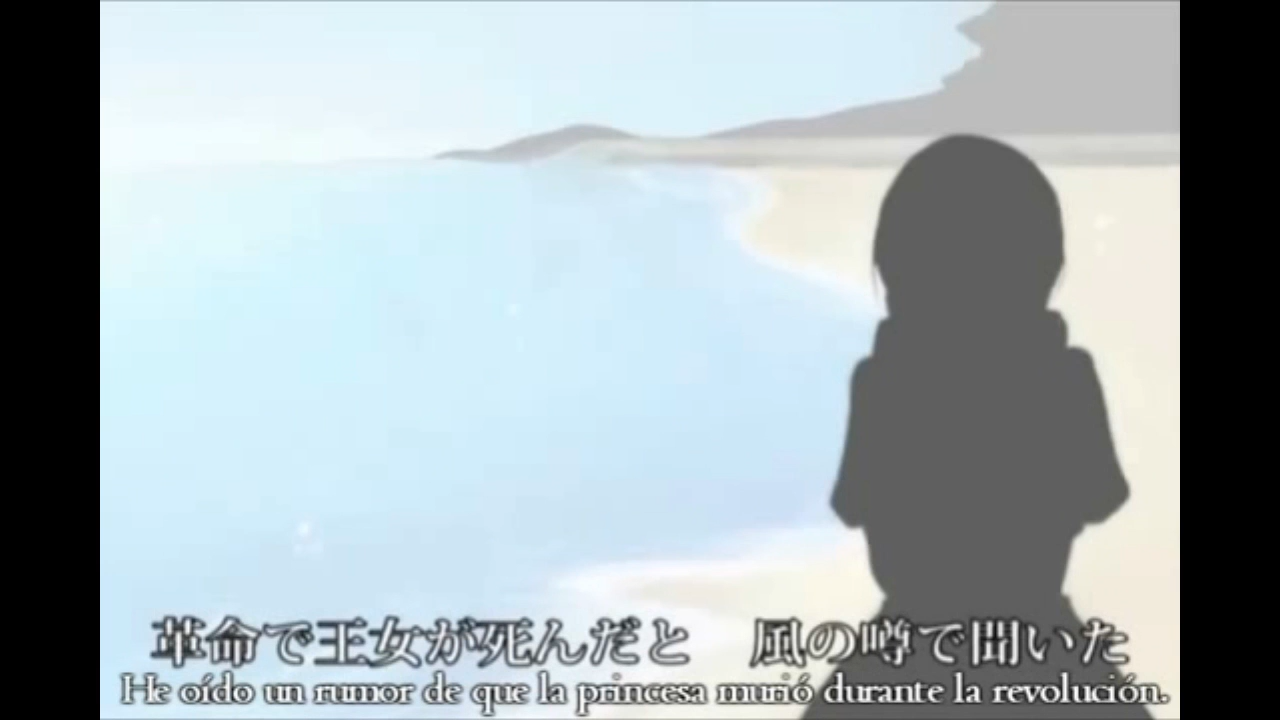 革命で王女が死んだと　風の噂で聞いた
He oído un rumor de que la princesa murió durante la revolución.